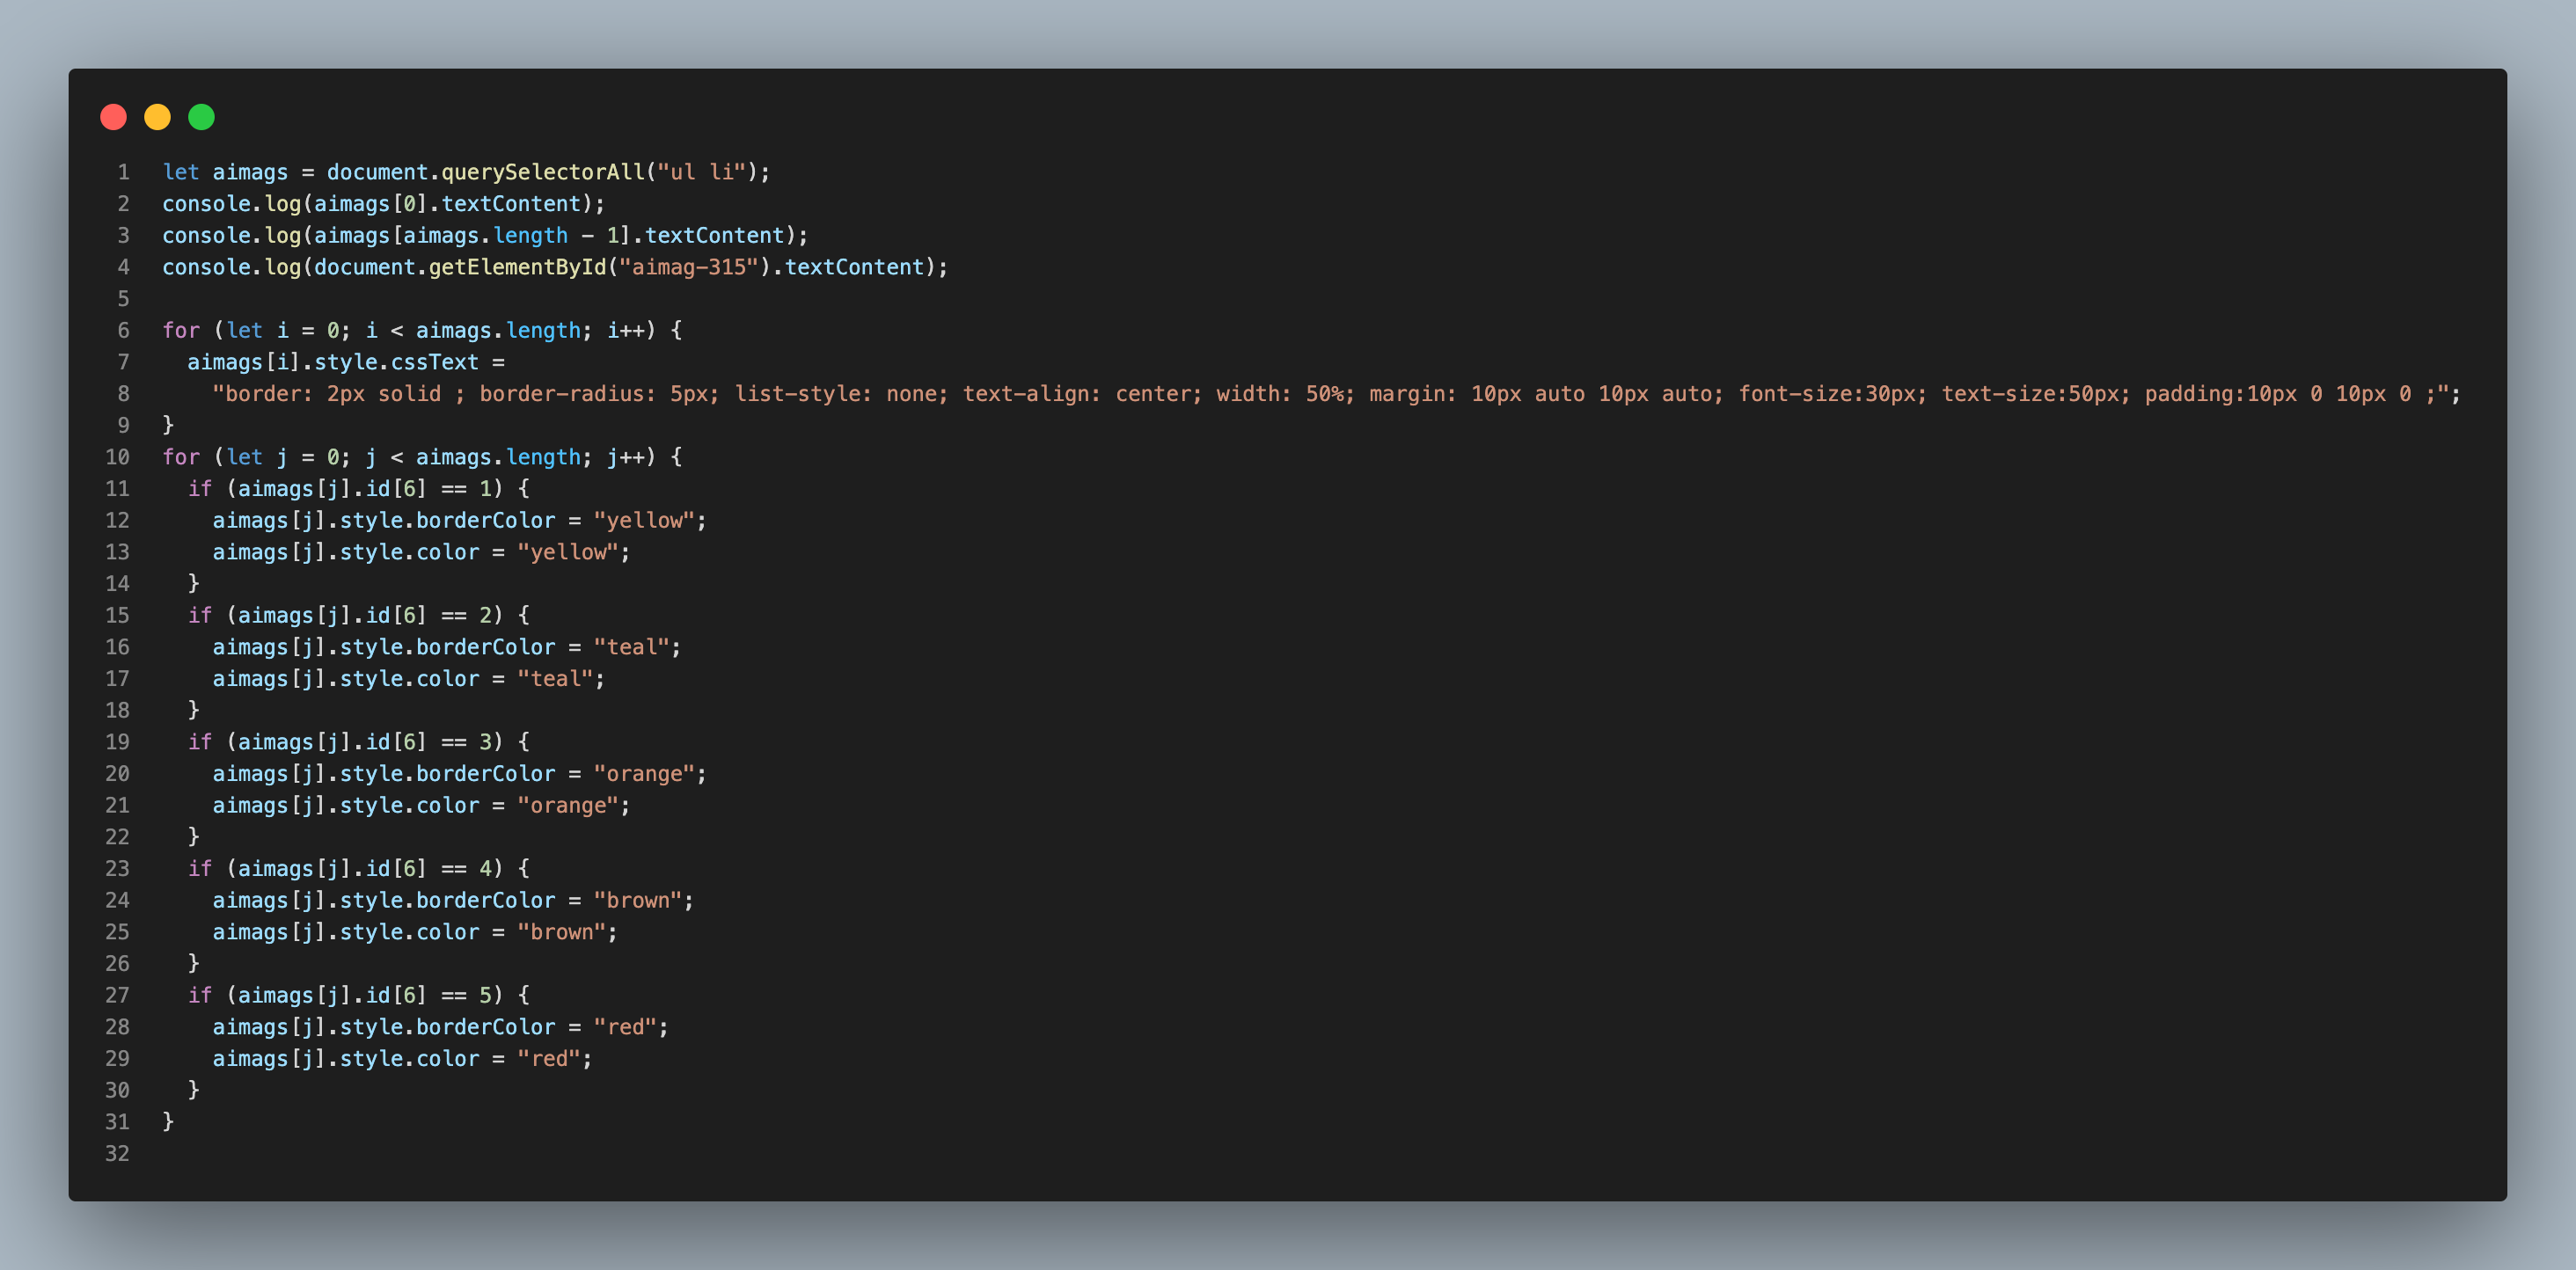 1 let aimags = document.querySelectorAll("ul li");
2 console.log(aimags[0].textContent);
3 console.log(aimags[aimags.length - 1].textContent);
4 console.log(document.getElementById("aimag-315").textContent);
5
6 for (let i = 0; i < aimags.length; i++) {
7   aimags[i].style.cssText =
8     "border: 2px solid ; border-radius: 5px; list-style: none; text-align: center; width: 50%; margin: 10px auto 10px auto; font-size:30px; text-size:50px; padding:10px 0 10px 0 ;";
9 }
10 for (let j = 0; j < aimags.length; j++) {
11   if (aimags[j].id[6] == 1) {
12     aimags[j].style.borderColor = "yellow";
13     aimags[j].style.color = "yellow";
14   }
15   if (aimags[j].id[6] == 2) {
16     aimags[j].style.borderColor = "teal";
17     aimags[j].style.color = "teal";
18   }
19   if (aimags[j].id[6] == 3) {
20     aimags[j].style.borderColor = "orange";
21     aimags[j].style.color = "orange";
22   }
23   if (aimags[j].id[6] == 4) {
24     aimags[j].style.borderColor = "brown";
25     aimags[j].style.color = "brown";
26   }
27   if (aimags[j].id[6] == 5) {
28     aimags[j].style.borderColor = "red";
29     aimags[j].style.color = "red";
30   }
31 }
32